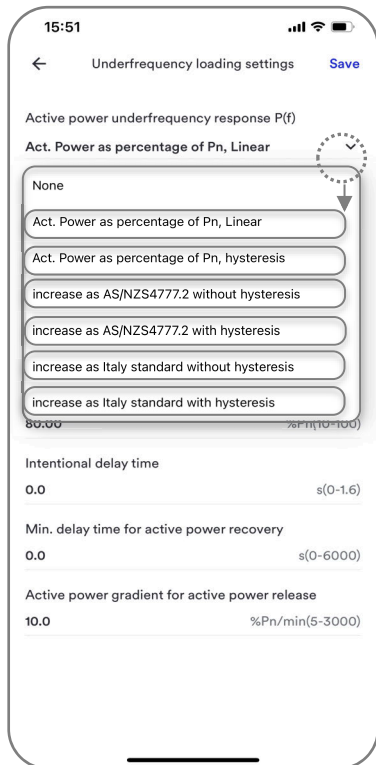 15:51
Underfrequency loading settings Save
Active power underfrequency response P(f)
Act. Power as percentage of Pn, Linear
None
Act. Power as percentage of Pn, Linear
Act. Power as percentage of Pn, hysteresis
increase as AS/NZS4777.2 without hysteresis
increase as AS/NZS4777.2 with hysteresis
increase as Italy standard without hysteresis
increase as Italy standard with hysteresis
80.00 %Pn(10-100)
Intentional delay time
0.0 s(0-1.6)
Min. delay time for active power recovery
0.0 s(0-6000)
Active power gradient for active power release
10.0 %Pn/min(5-3000)